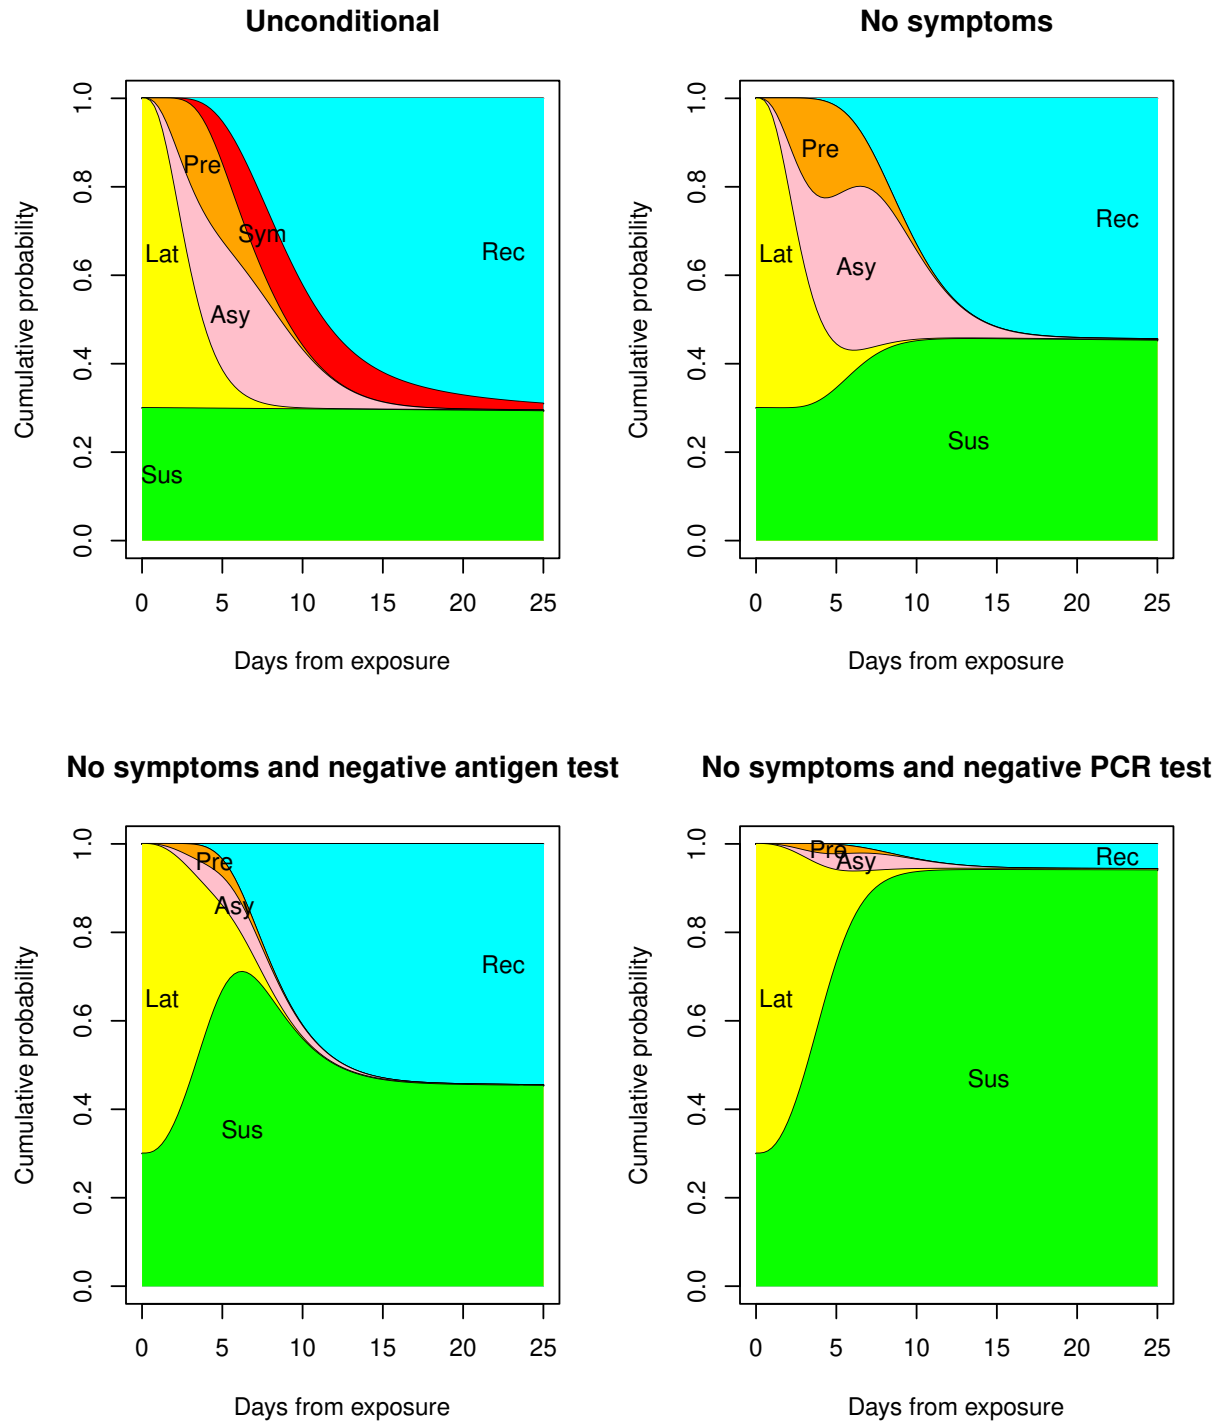 Unconditional
Cumulative probability
1.0
0.8
0.6
0.4
0.2
0.0
Pre
Sym
Lat
Rec
Asy
Sus
0 5 10 15 20 25
Days from exposure
No symptoms
Cumulative probability
1.0
0.8
0.6
0.4
0.2
0.0
Pre
Rec
Lat
Asy
Sus
0 5 10 15 20 25
Days from exposure
No symptoms and negative antigen test
Cumulative probability
1.0
0.8
0.6
0.4
0.2
0.0
Pre
Asy
Rec
Lat
Sus
0 5 10 15 20 25
Days from exposure
No symptoms and negative PCR test
Cumulative probability
1.0
0.8
0.6
0.4
0.2
0.0
Pre
Asy
Rec
Lat
Sus
0 5 10 15 20 25
Days from exposure